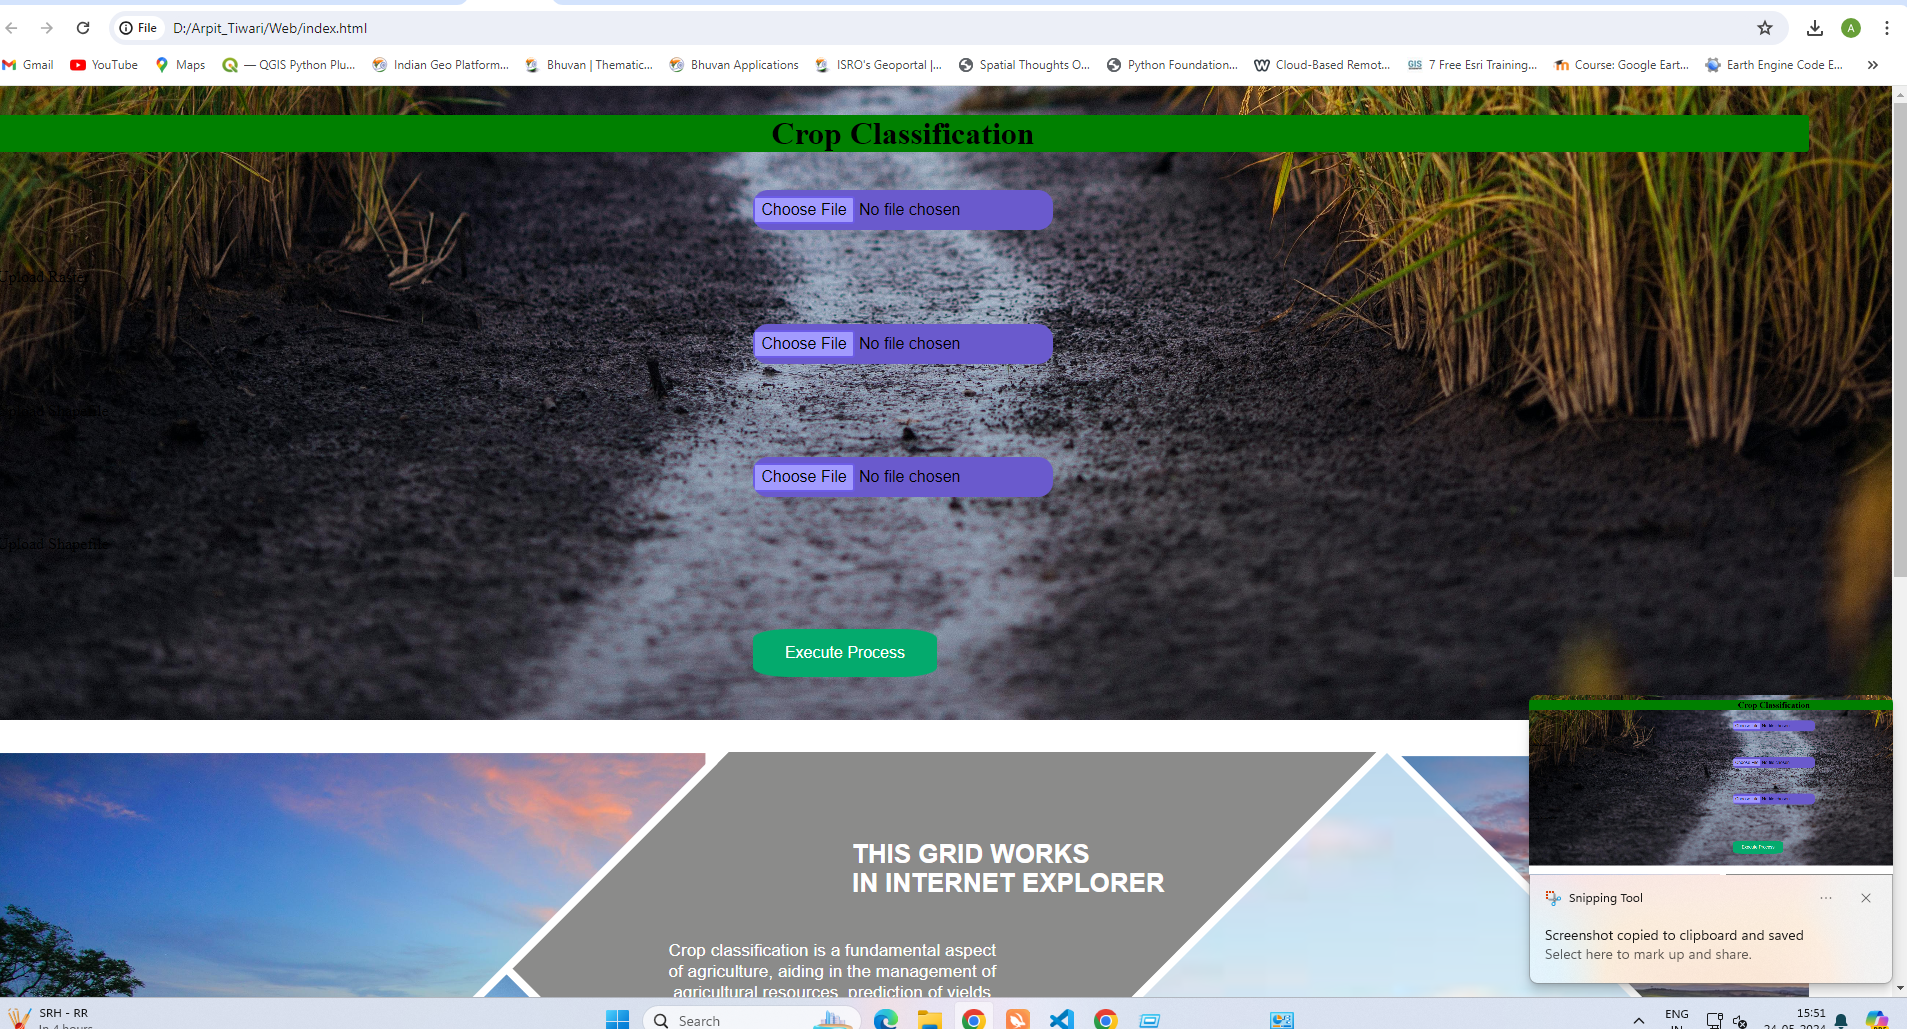 File D:/Arpit_Tiwari/Web/index.html A
Gmail YouTube Maps — QGIS Python Plu... Indian Geo Platform... Bhuvan | Thematic... Bhuvan Applications ISRO's Geoportal |... Spatial Thoughts O... Python Foundation... Cloud-Based Remot... GIS 7 Free Esri Training... Course: Google Eart... Earth Engine Code E... »
Crop Classification
Choose File No file chosen
Upload Raster
Choose File No file chosen
Upload Shapefile
Choose File No file chosen
Upload Shapefile
Execute Process
Crop Classification
Execute Process
THIS GRID WORKS
IN INTERNET EXPLORER
Crop classification is a fundamental aspect
of agriculture, aiding in the management of
agricultural resources, prediction of yields
Snipping Tool
Screenshot copied to clipboard and saved
Select here to mark up and share.
SRH - RR
In 4 hours
Search
ENG
IN
15:51
24-05-2024